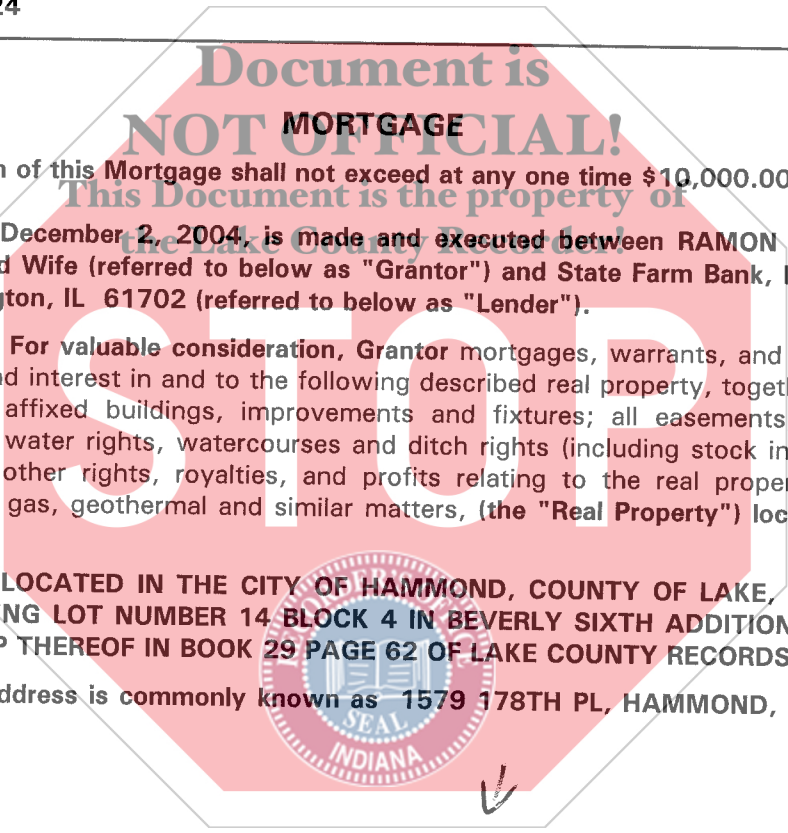 24
Document is
NOT OFFICIAL!
This Document is the property of
the Lake County Recorder!
MORTGAGE
n of this Mortgage shall not exceed at any one time $10,000.00
December 2, 2004, is made and executed between RAMON
d Wife (referred to below as "Grantor") and State Farm Bank,
gton, IL 61702 (referred to below as "Lender").
For valuable consideration, Grantor mortgages, warrants, and
nd interest in and to the following described real property, togeth
affixed buildings, improvements and fixtures; all easements
water rights, watercourses and ditch rights (including stock in
other rights, royalties, and profits relating to the real proper
gas, geothermal and similar matters, (the "Real Property") loc
STOP
LOCATED IN THE CITY OF HAMMOND, COUNTY OF LAKE,
NG LOT NUMBER 14 BLOCK 4 IN BEVERLY SIXTH ADDITION
P THEREOF IN BOOK 29 PAGE 62 OF LAKE COUNTY RECORDS
ddress is commonly known as 1579 178TH PL, HAMMOND,
SEAL
INDIANA